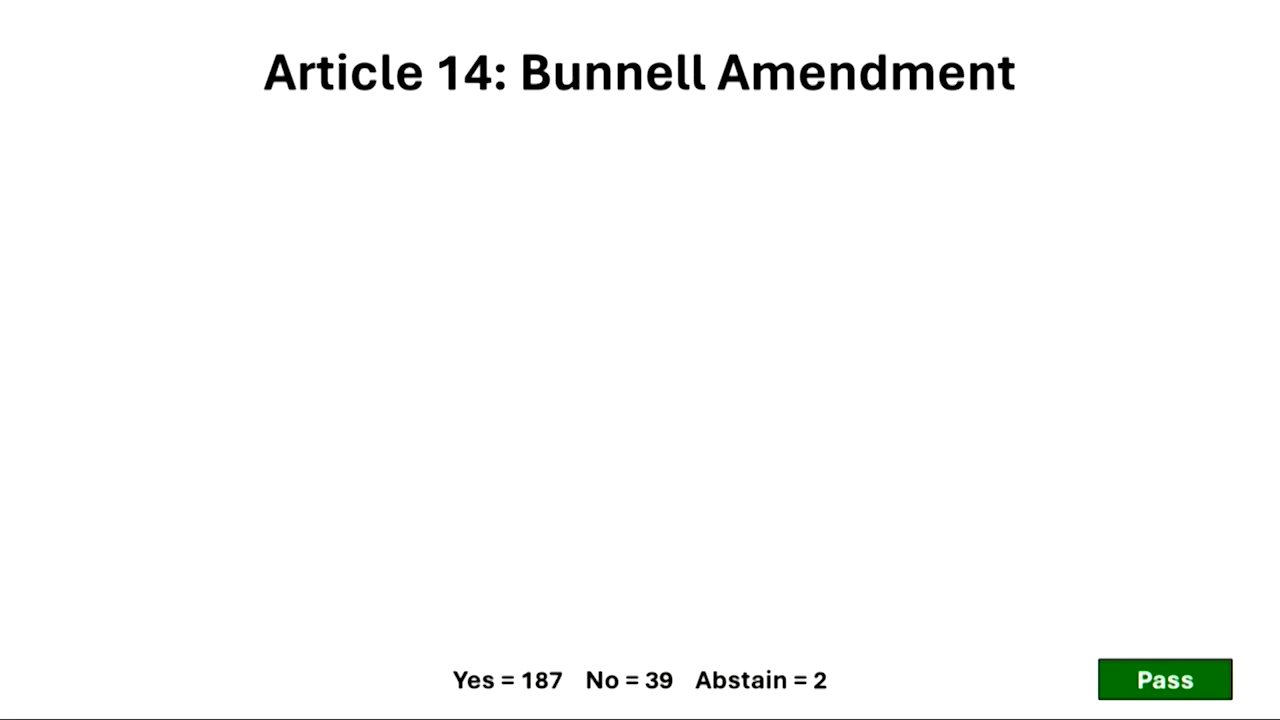 Article 14: Bunnell Amendment
Yes = 187 No = 39 Abstain = 2
Pass